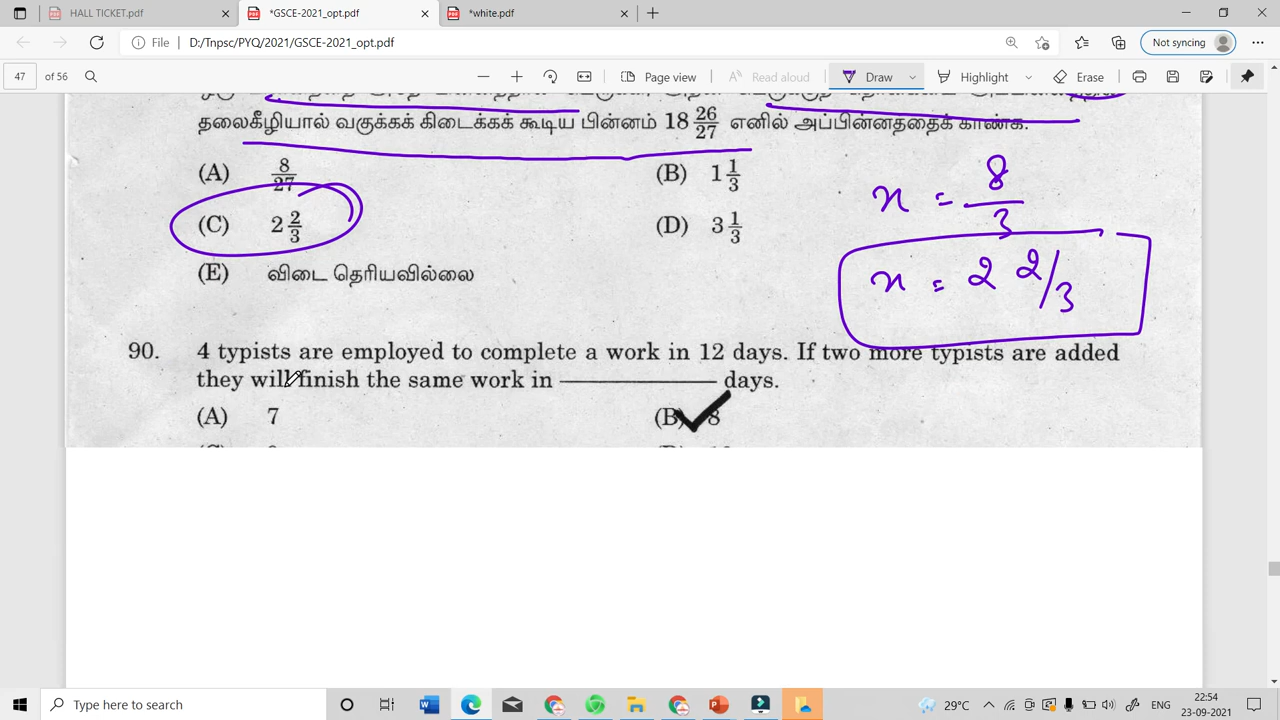 HALL TICKET.pdf
*GSCE-2021_opt.pdf
*white.pdf
File D:/Tnpsc/PYQ/2021/GSCE-2021_opt.pdf
Not syncing
47 of 56
Page view
Read aloud
Draw
Highlight
Erase
தலைகீழியால் வகுக்கக் கிடைக்கக் கூடிய பின்னம் 18 26/27 எனில் அப்பின்னததைக் காண்க.
(A) 8/27
(B) 1 1/3
(C) 2 2/3
(D) 3 1/3
(E) விடை தெரியவில்லை
x = 8/3
x = 2 2/3
90. 4 typists are employed to complete a work in 12 days. If two more typists are added
they will finish the same work in ———— days.
(A) 7
(B) 8
Type here to search
29°C
ENG
22:54
23-09-2021